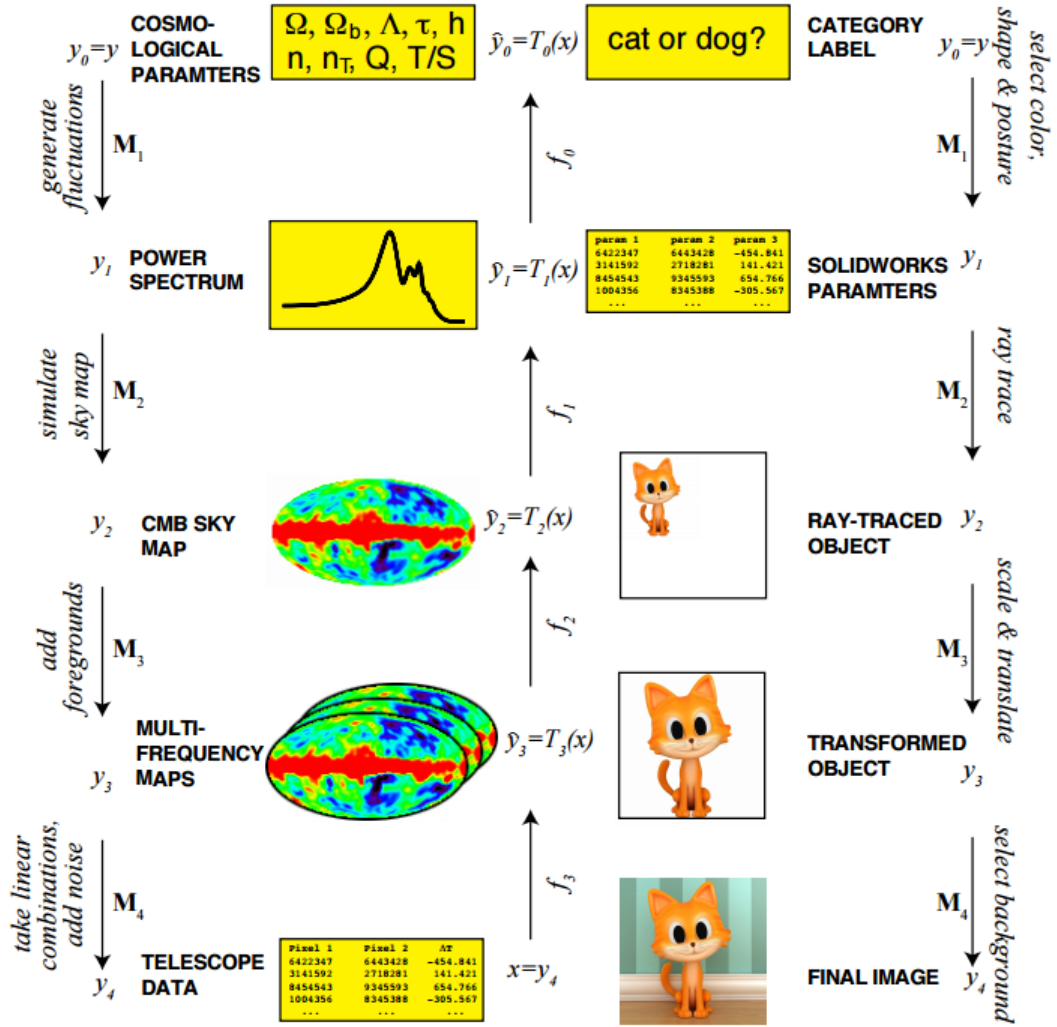 COSMO-
LOGICAL
PARAMTERS
y₀=y
Ω, Ω_b, Λ, τ, h
n, n_T, Q, T/S
ŷ₀=T₀(x)
cat or dog?
CATEGORY
LABEL
y₀=y
generate
fluctuations
M₁
f₀
M₁
select color,
shape & posture
y₁
POWER
SPECTRUM
ŷ₁=T₁(x)
param 1 param 2 param 3
6422347 6443428 -454.841
3141592 2718281 141.421
8454543 9345593 654.766
1004356 8345388 -305.567
... ... ...
SOLIDWORKS
PARAMTERS
y₁
simulate
sky map
M₂
f₁
M₂
ray trace
y₂
CMB SKY
MAP
ŷ₂=T₂(x)
RAY-TRACED
OBJECT
y₂
add
foregrounds
M₃
f₂
M₃
scale & translate
MULTI-
FREQUENCY
MAPS
y₃
ŷ₃=T₃(x)
TRANSFORMED
OBJECT
y₃
take linear
combinations,
add noise
M₄
f₃
M₄
select background
TELESCOPE
DATA
y₄
Pixel 1 Pixel 2 ΔT
6422347 6443428 -454.841
3141592 2718281 141.421
8454543 9345593 654.766
1004356 8345388 -305.567
... ... ...
x=y₄
FINAL IMAGE
y₄